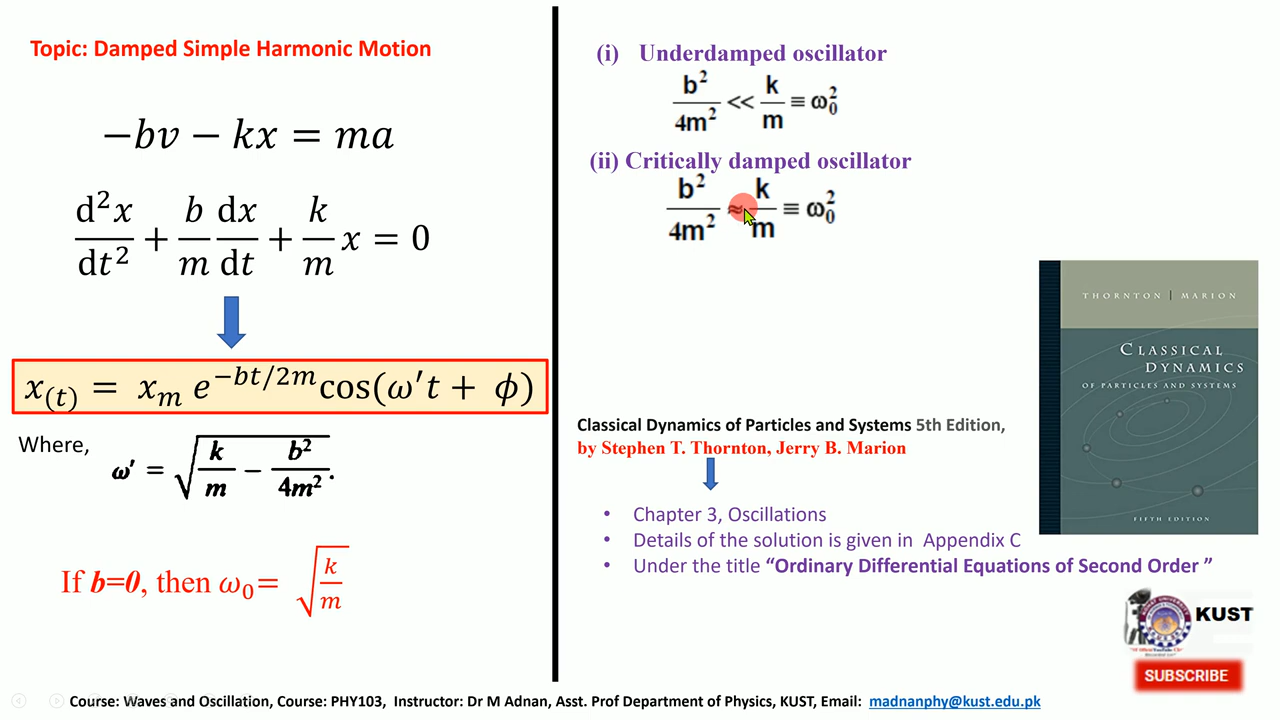 Topic: Damped Simple Harmonic Motion
−bv − kx = ma
d²x/dt² + b/m dx/dt + k/m x = 0
x(t) = xₘ e^(−bt/2m) cos(ω′t + ϕ)
Where,
ω′ = √(k/m − b²/4m²).
If b=0, then ω₀= √(k/m)
(i) Underdamped oscillator
b²/4m² << k/m ≡ ω₀²
(ii) Critically damped oscillator
b²/4m² ≈ k/m ≡ ω₀²
THORNTON | MARION
CLASSICAL
DYNAMICS
OF PARTICLES AND SYSTEMS
FIFTH EDITION
Classical Dynamics of Particles and Systems 5th Edition,
by Stephen T. Thornton, Jerry B. Marion
• Chapter 3, Oscillations
• Details of the solution is given in Appendix C
• Under the title “Ordinary Differential Equations of Second Order ”
KUST
SUBSCRIBE
Course: Waves and Oscillation, Course: PHY103, Instructor: Dr M Adnan, Asst. Prof Department of Physics, KUST, Email: madnanphy@kust.edu.pk